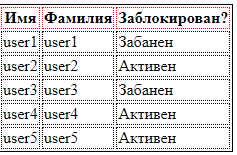 Имя Фамилия Заблокирован?
user1 user1 Забанен
user2 user2 Активен
user3 user3 Забанен
user4 user4 Активен
user5 user5 Активен